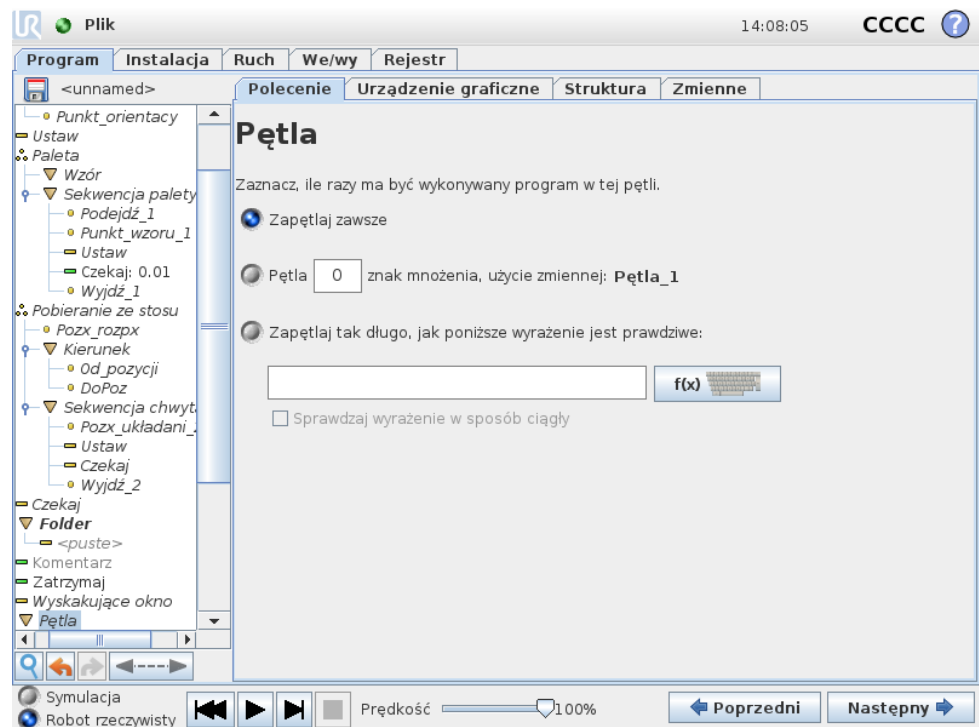 UR Plik 14:08:05 CCCC ?
Program Instalacja Ruch We/wy Rejestr
<unnamed>
Polecenie Urządzenie graficzne Struktura Zmienne
Punkt_orientacy
Ustaw
Paleta
Wzór
Sekwencja palety
Podejdź_1
Punkt_wzoru_1
Ustaw
Czekaj: 0.01
Wyjdź_1
Pobieranie ze stosu
Pozx_rozpx
Kierunek
Od_pozycji
DoPoz
Sekwencja chwyt
Pozx_układani_2
Ustaw
Czekaj
Wyjdź_2
Czekaj
Folder
<puste>
Komentarz
Zatrzymaj
Wyskakujące okno
Pętla
Pętla
Zaznacz, ile razy ma być wykonywany program w tej pętli.
Zapętlaj zawsze
Pętla 0 znak mnożenia, użycie zmiennej: Pętla_1
Zapętlaj tak długo, jak poniższe wyrażenie jest prawdziwe:
f(x)
Sprawdzaj wyrażenie w sposób ciągły
Symulacja
Robot rzeczywisty
Prędkość 100%
Poprzedni Następny